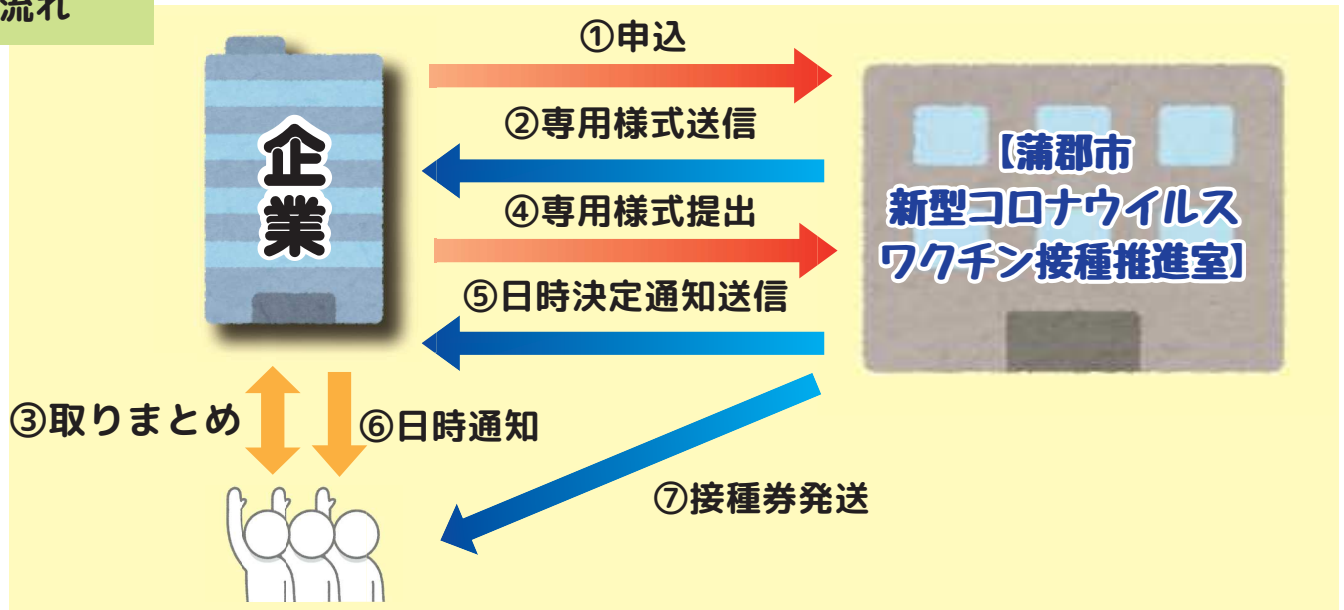 流れ
①申込
②専用様式送信
企業
【蒲郡市
新型コロナウイルス
ワクチン接種推進室】
④専用様式提出
⑤日時決定通知送信
③取りまとめ
⑥日時通知
⑦接種券発送